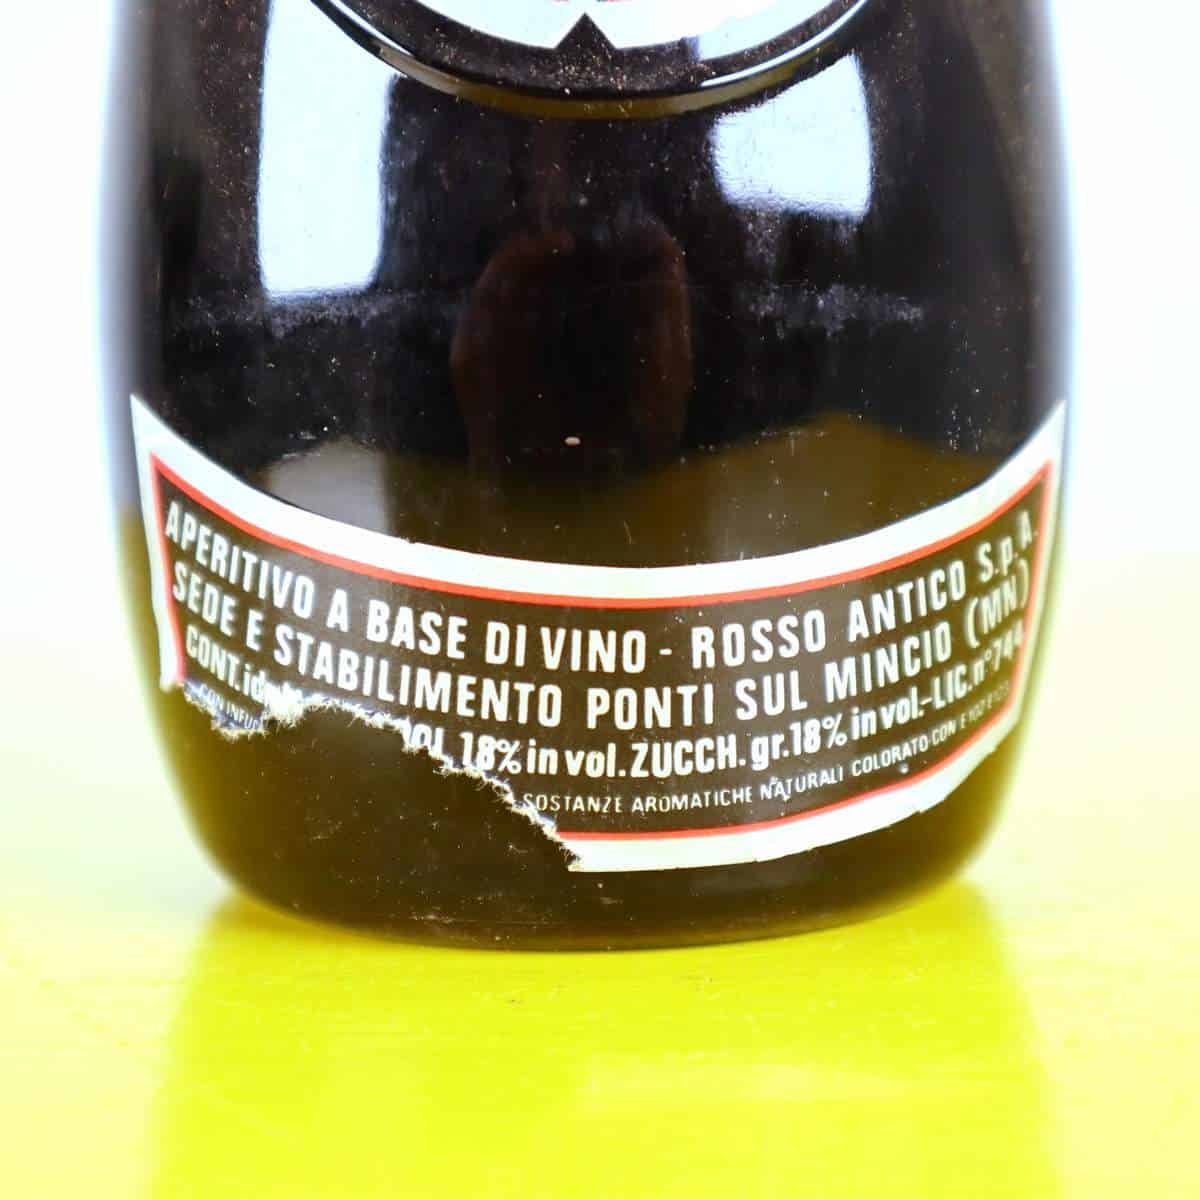 APERITIVO A BASE DI VINO - ROSSO ANTICO S.p.A.
SEDE E STABILIMENTO PONTI SUL MINCIO (MN)
CONT. 18% in vol. ZUCCH. gr. 18% in vol.-LIC. n° 744
CON SOSTANZE AROMATICHE NATURALI COLORATO CON